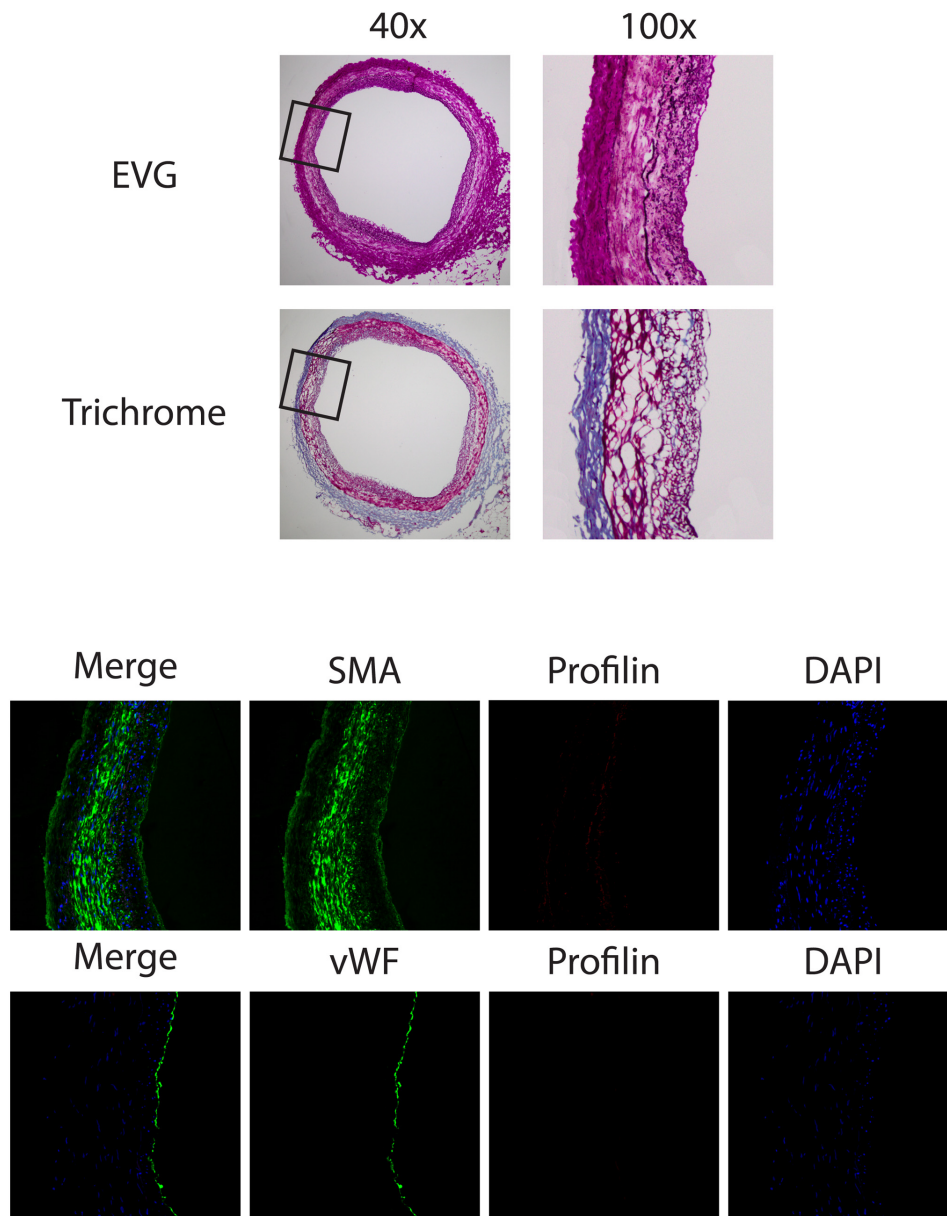 40x 100x
EVG
Trichrome
Merge SMA Profilin DAPI
Merge vWF Profilin DAPI